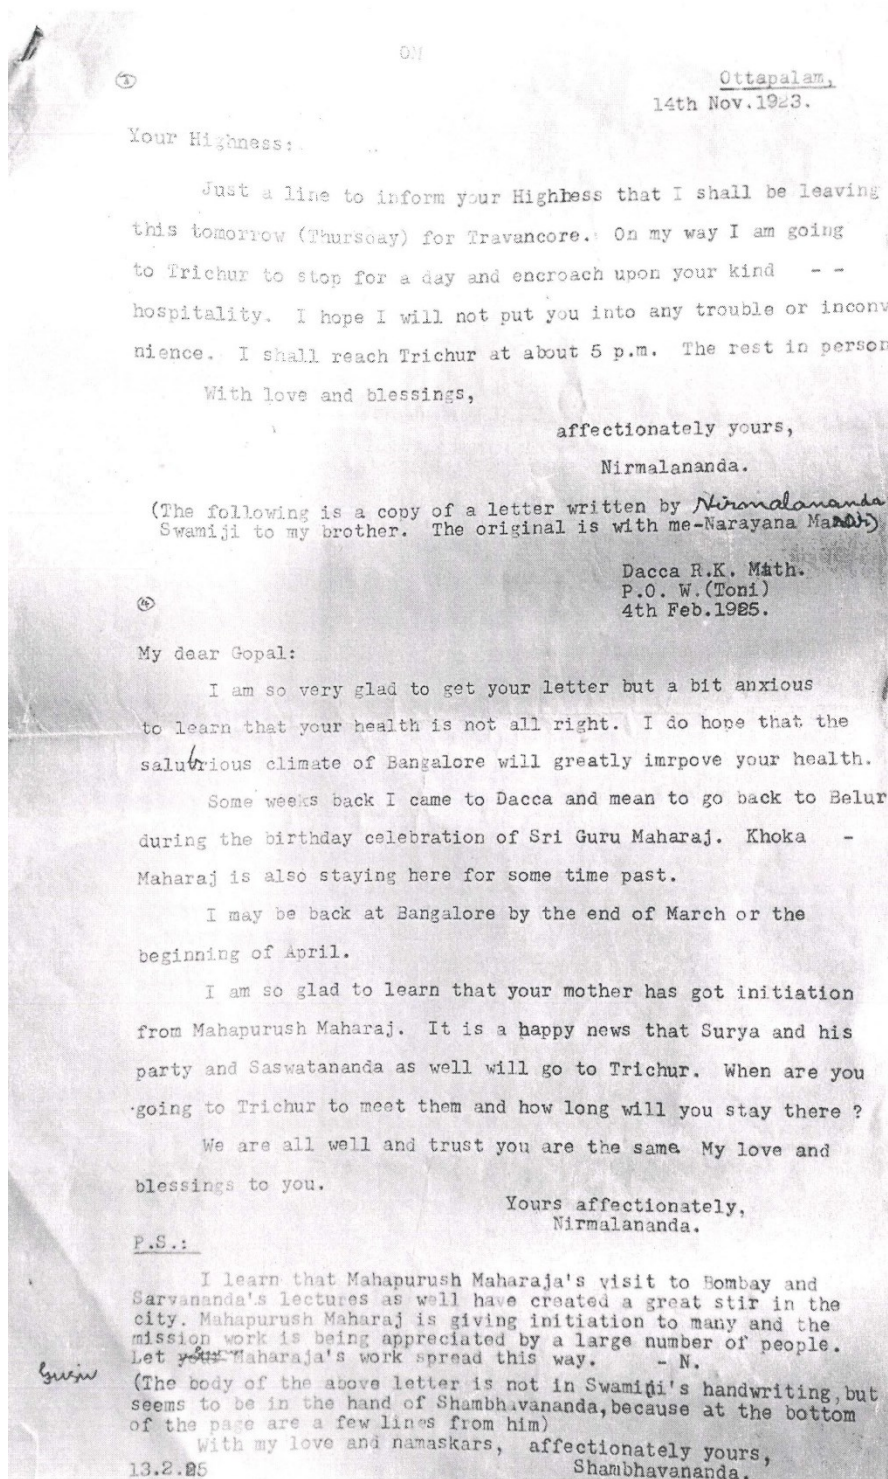 OM
(3)
Ottapalam,
14th Nov.1923.
Your Highness:
Just a line to inform your Highness that I shall be leaving
this tomorrow (Thursday) for Travancore. On my way I am going
to Trichur to stop for a day and encroach upon your kind - -
hospitality. I hope I will not put you into any trouble or inconv
nience. I shall reach Trichur at about 5 p.m. The rest in person
With love and blessings,
affectionately yours,
Nirmalananda.
(The following is a copy of a letter written by Nirmalananda
Swamiji to my brother. The original is with me-Narayana
Dacca R.K. Math.
P.O. W.(Toni)
4th Feb.1925.
(4)
My dear Gopal:
I am so very glad to get your letter but a bit anxious
to learn that your health is not all right. I do hope that the
salubrious climate of Bangalore will greatly imrpove your health.
Some weeks back I came to Dacca and mean to go back to Belur
during the birthday celebration of Sri Guru Maharaj. Khoka -
Maharaj is also staying here for some time past.
I may be back at Bangalore by the end of March or the
beginning of April.
I am so glad to learn that your mother has got initiation
from Mahapurush Maharaj. It is a happy news that Surya and his
party and Saswatananda as well will go to Trichur. When are you
going to Trichur to meet them and how long will you stay there ?
We are all well and trust you are the same. My love and
blessings to you.
Yours affectionately,
Nirmalananda.
P.S.:
I learn that Mahapurush Maharaja's visit to Bombay and
Sarvananda's lectures as well have created a great stir in the
city. Mahapurush Maharaj is giving initiation to many and the
mission work is being appreciated by a large number of people.
Let Maharaja's work spread this way. - N.
(The body of the above letter is not in Swamiji's handwriting, but
seems to be in the hand of Shambhavananda, because at the bottom
of the page are a few lines from him)
With my love and namaskars, affectionately yours,
13.2.25 Shambhavananda.